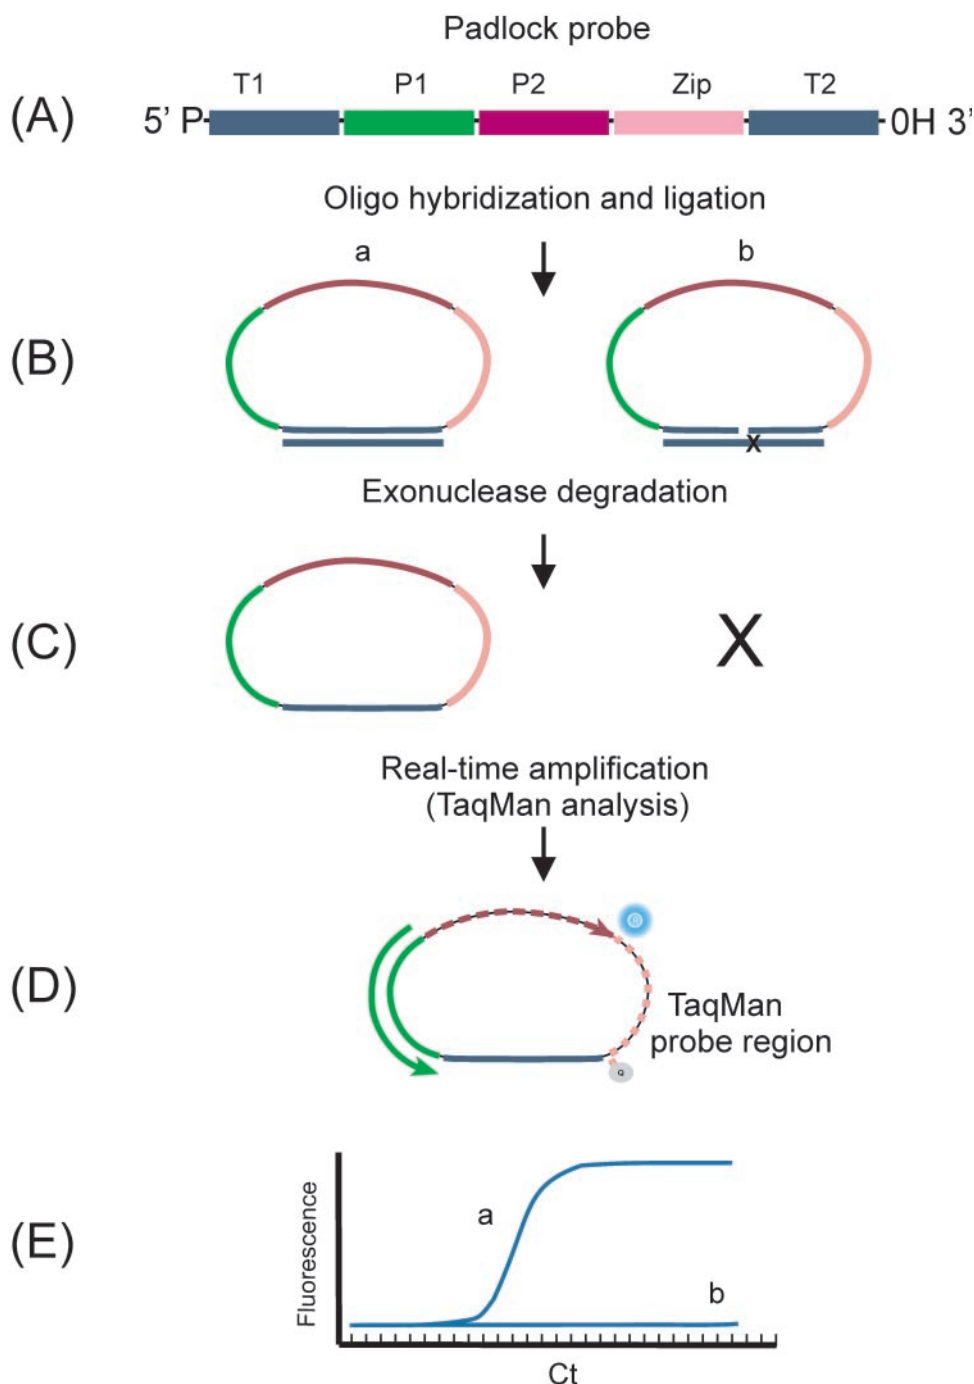 Padlock probe
T1 P1 P2 Zip T2
(A) 5’ P 0H 3’
Oligo hybridization and ligation
a b
(B)
X
Exonuclease degradation
(C) X
Real-time amplification
(TaqMan analysis)
R
(D)
TaqMan
probe region
Q
(E)
Fluorescence
a
b
Ct